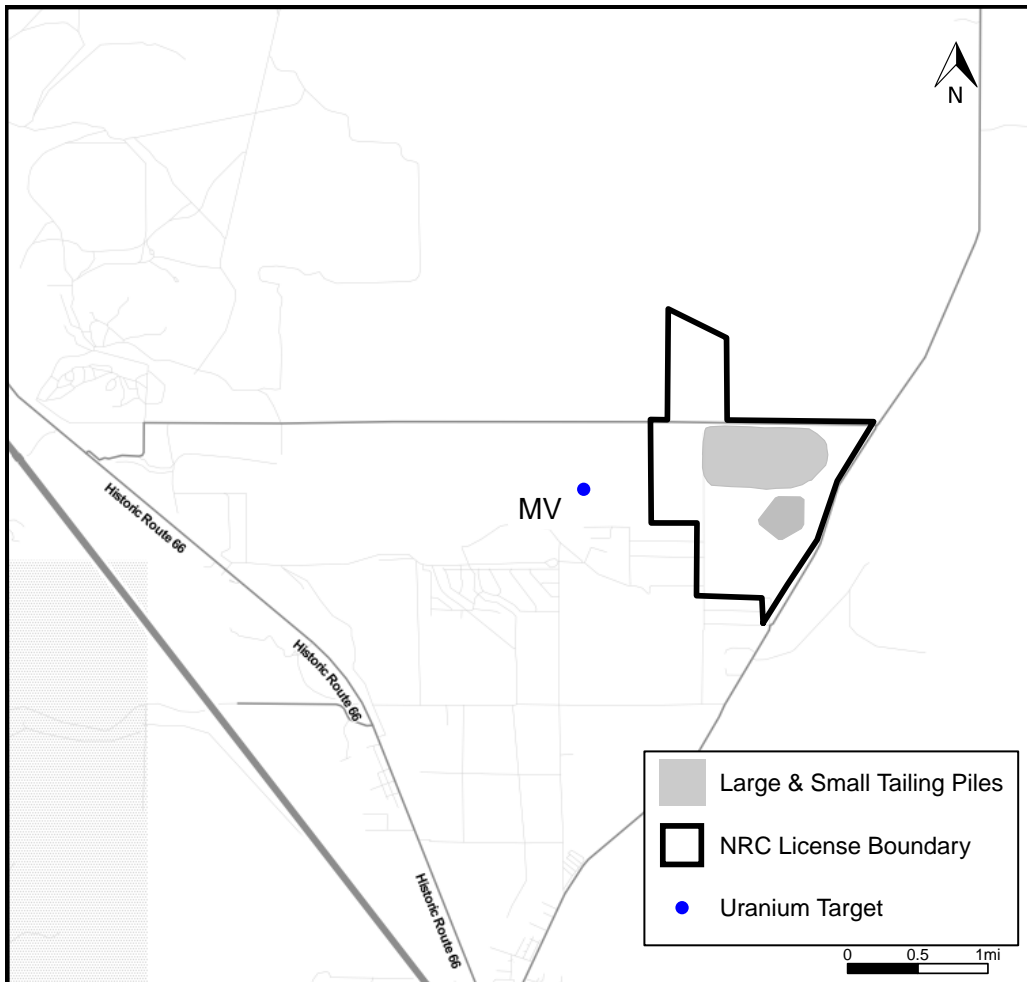 N
Historic Route 66
MV
Historic Route 66
Large & Small Tailing Piles
NRC License Boundary
Historic Route 66
Uranium Target
0 0.5 1mi